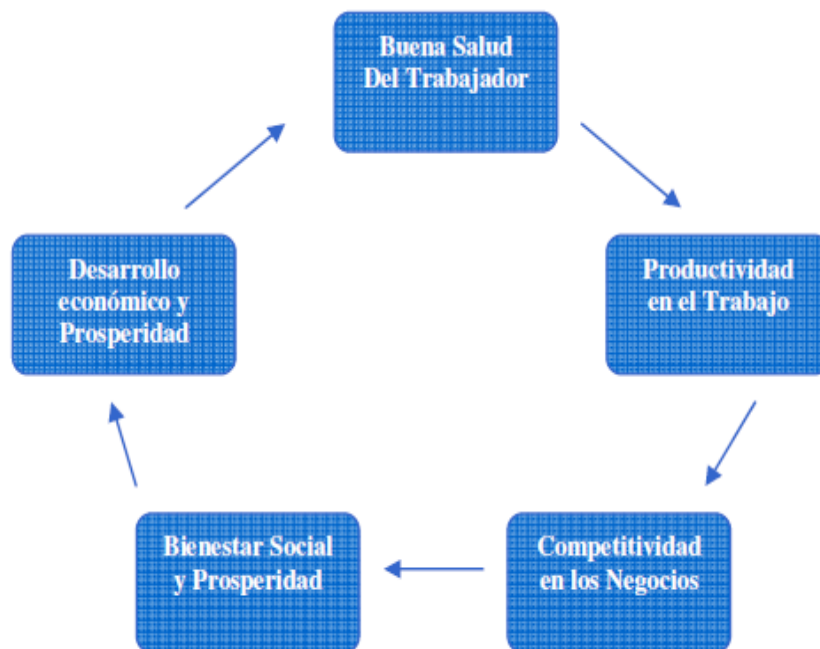 Buena Salud
Del Trabajador
Productividad
en el Trabajo
Competitividad
en los Negocios
Bienestar Social
y Prosperidad
Desarrollo
económico y
Prosperidad